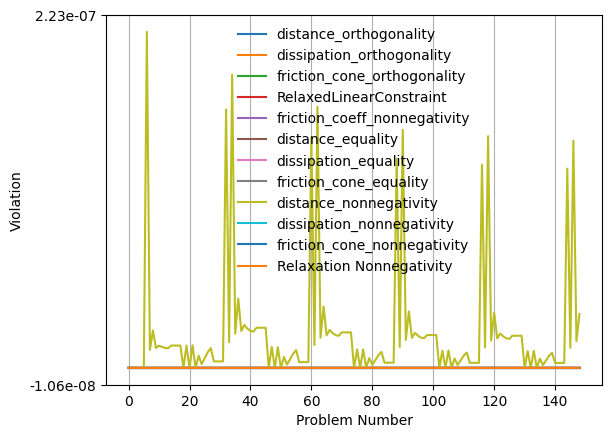 2.23e-07
distance_orthogonality
dissipation_orthogonality
friction_cone_orthogonality
RelaxedLinearConstraint
friction_coeff_nonnegativity
distance_equality
dissipation_equality
friction_cone_equality
distance_nonnegativity
dissipation_nonnegativity
friction_cone_nonnegativity
Relaxation Nonnegativity
Violation
-1.06e-08
0 20 40 60 80 100 120 140
Problem Number